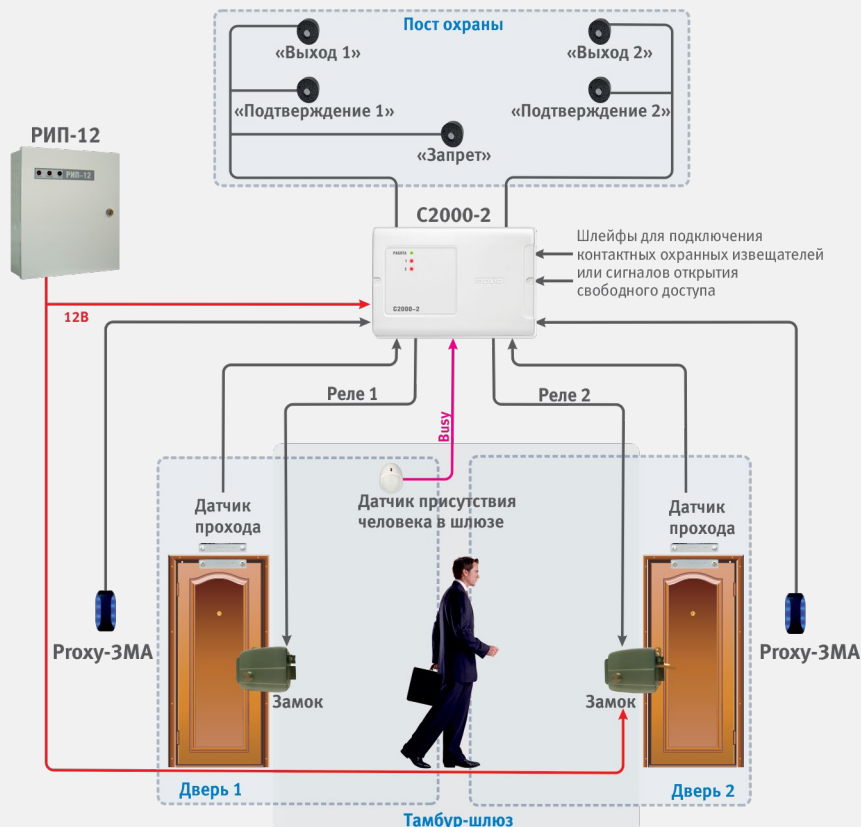 Пост охраны
«Выход 1»
«Выход 2»
«Подтверждение 1»
«Подтверждение 2»
«Запрет»
РИП-12
РИП-12
С2000-2
РАБОТА
1
2
С2000-2
Шлейфы для подключения
контактных охранных извещателей
или сигналов открытия
свободного доступа
12В
Реле 1
Реле 2
Busy
Датчик
прохода
Датчик присутствия
человека в шлюзе
Датчик
прохода
Proxy-3MA
Proxy-3MA
Замок
Замок
Дверь 1
Дверь 2
Тамбур-шлюз